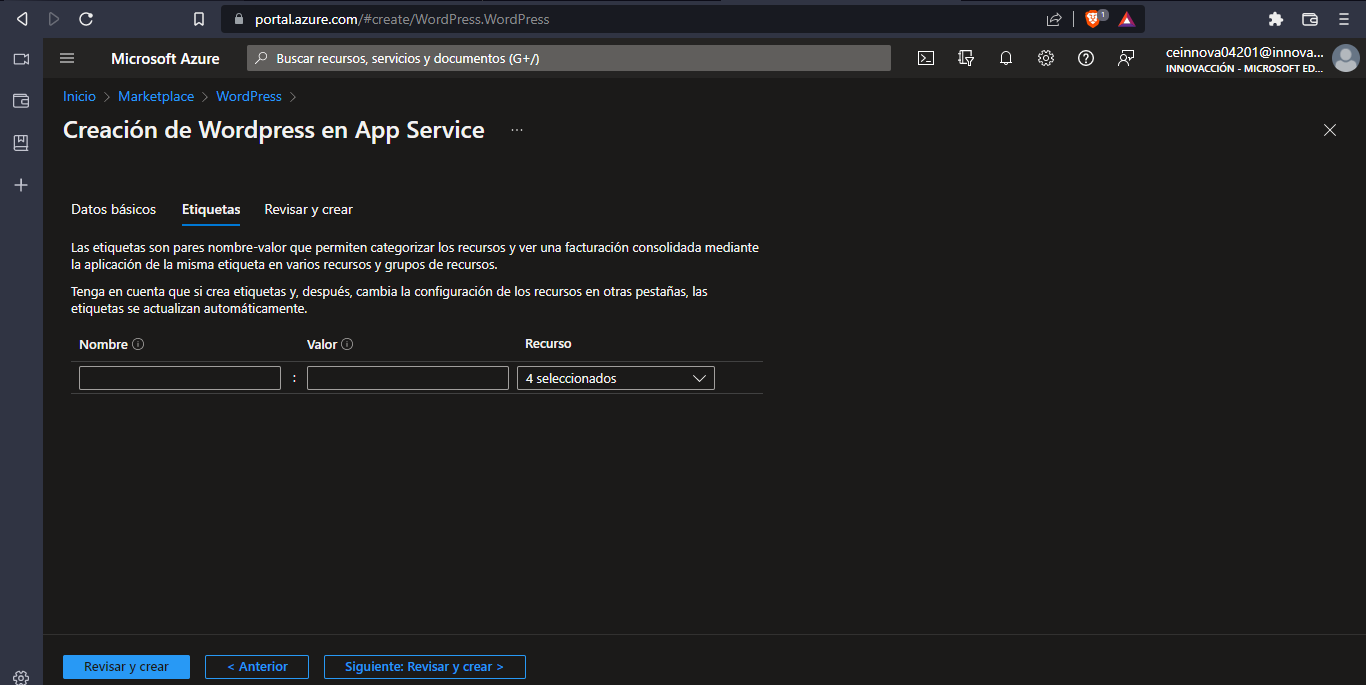 portal.azure.com/#create/WordPress.WordPress
1
Microsoft Azure
Buscar recursos, servicios y documentos (G+/)
ceinnova04201@innova...
INNOVACCIÓN - MICROSOFT ED...
Inicio > Marketplace > WordPress >
Creación de Wordpress en App Service ...
Datos básicos Etiquetas Revisar y crear
Las etiquetas son pares nombre-valor que permiten categorizar los recursos y ver una facturación consolidada mediante
la aplicación de la misma etiqueta en varios recursos y grupos de recursos.
Tenga en cuenta que si crea etiquetas y, después, cambia la configuración de los recursos en otras pestañas, las
etiquetas se actualizan automáticamente.
Nombre Valor Recurso
: 4 seleccionados
Revisar y crear < Anterior Siguiente: Revisar y crear >